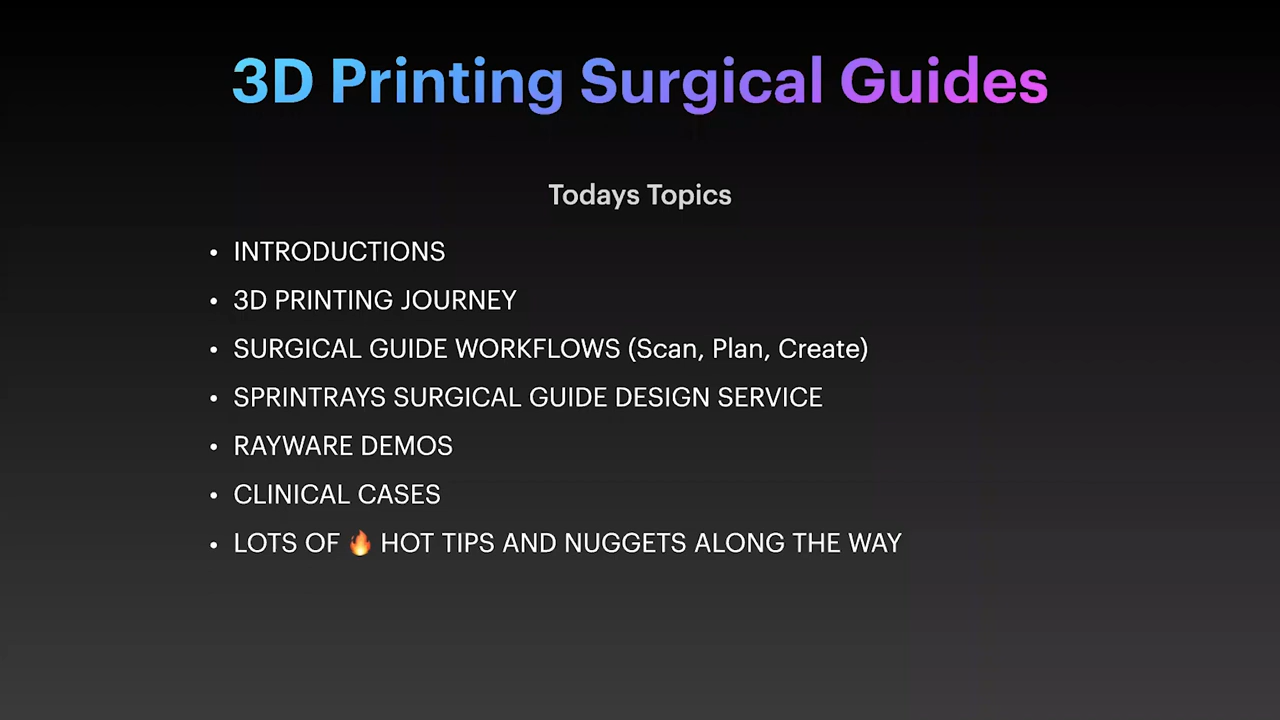 3D Printing Surgical Guides
Todays Topics
• INTRODUCTIONS
• 3D PRINTING JOURNEY
• SURGICAL GUIDE WORKFLOWS (Scan, Plan, Create)
• SPRINTRAYS SURGICAL GUIDE DESIGN SERVICE
• RAYWARE DEMOS
• CLINICAL CASES
• LOTS OF 🔥 HOT TIPS AND NUGGETS ALONG THE WAY